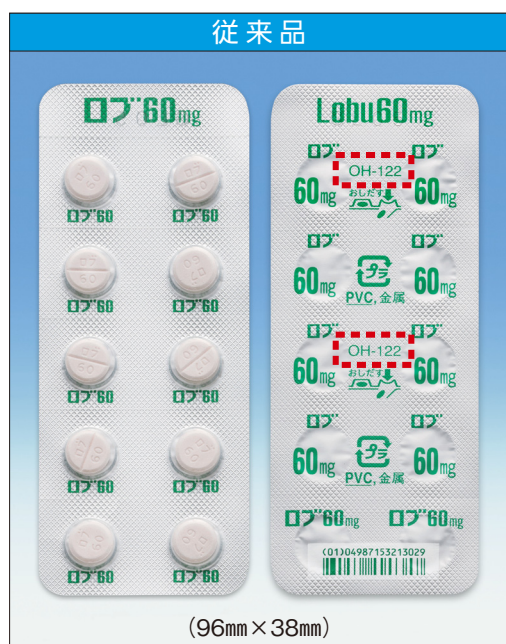 従来品
ロブ60mg
ロブ60 ロブ60
ロブ60 ロブ60
ロブ60 ロブ60
ロブ60 ロブ60
ロブ60 ロブ60
Lobu60mg
ロブ ロブ
OH-122
60mg 60mg
おしだす
ロブ ロブ
60mg プラ 60mg
PVC,金属
ロブ ロブ
OH-122
60mg 60mg
おしだす
ロブ ロブ
60mg プラ 60mg
PVC,金属
ロブ60mg ロブ60mg
(01)04987153213029
(96㎜×38㎜)